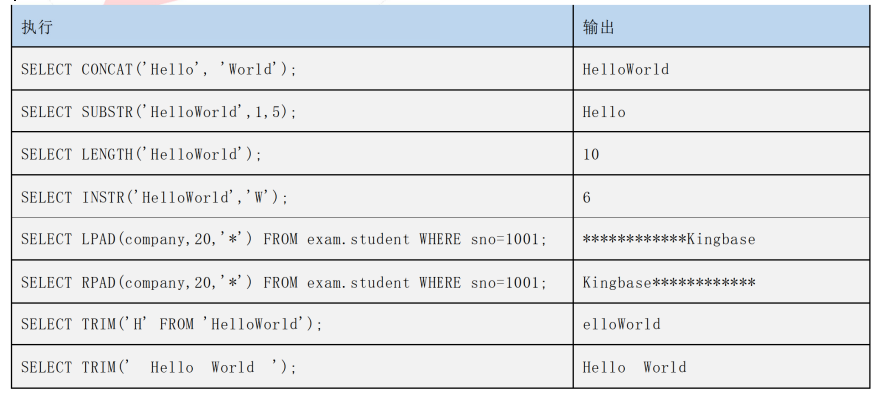 执行 输出
SELECT CONCAT('Hello', 'World'); HelloWorld
SELECT SUBSTR('HelloWorld',1,5); Hello
SELECT LENGTH('HelloWorld'); 10
SELECT INSTR('HelloWorld','W'); 6
SELECT LPAD(company,20,'*') FROM exam.student WHERE sno=1001; ************Kingbase
SELECT RPAD(company,20,'*') FROM exam.student WHERE sno=1001; Kingbase************
SELECT TRIM('H' FROM 'HelloWorld'); elloWorld
SELECT TRIM('  Hello  World  '); Hello  World